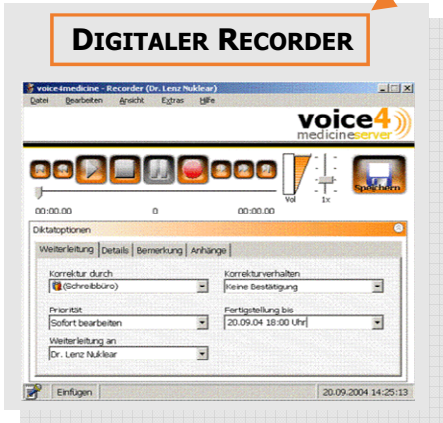 DIGITALER RECORDER
voice4medicine - Recorder (Dr. Lenz Nuklear)
Datei Bearbeiten Ansicht Extras Hilfe
voice4
medicineserver
Speichern
Vol 1x
00:00.00 0 00:00.00
Diktatoptionen
Weiterleitung Details Bemerkung Anhänge
Korrektur durch Korrekturverhalten
(Schreibbüro) Keine Bestätigung
Priorität Fertigstellung bis
Sofort bearbeiten 20.09.04 18:00 Uhr
Weiterleitung an
Dr. Lenz Nuklear
Einfügen 20.09.2004 14:25:13